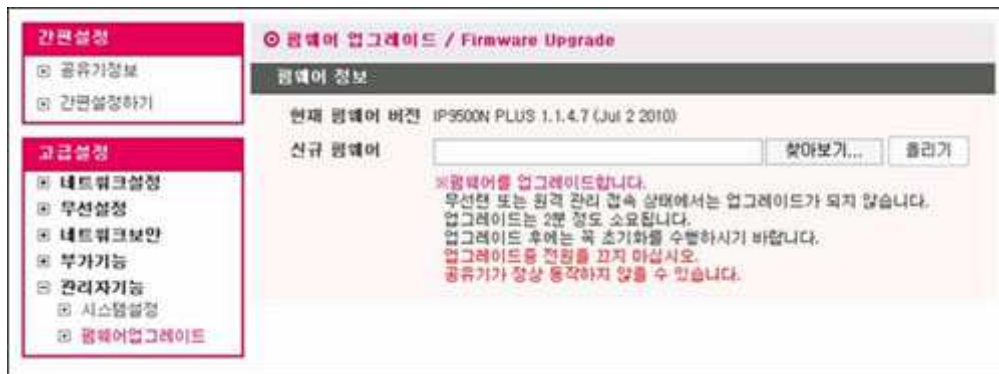 간편설정
공유기정보
간편설정하기
고급설정
네트워크설정
무선설정
네트워크보안
부가기능
관리자기능
시스템설정
펌웨어업그레이드
펌웨어 업그레이드 / Firmware Upgrade
펌웨어 정보
현재 펌웨어 버전 IP9500N PLUS 1.1.4.7 (Jul 2 2010)
신규 펌웨어 찾아보기... 올리기
※펌웨어를 업그레이드합니다.
무선랜 또는 원격 관리 접속 상태에서는 업그레이드가 되지 않습니다.
업그레이드는 2분 정도 소요됩니다.
업그레이드 후에는 꼭 초기화를 수행하시기 바랍니다.
업그레이드중 전원을 끄지 마십시오.
공유기가 정상 동작하지 않을 수 있습니다.